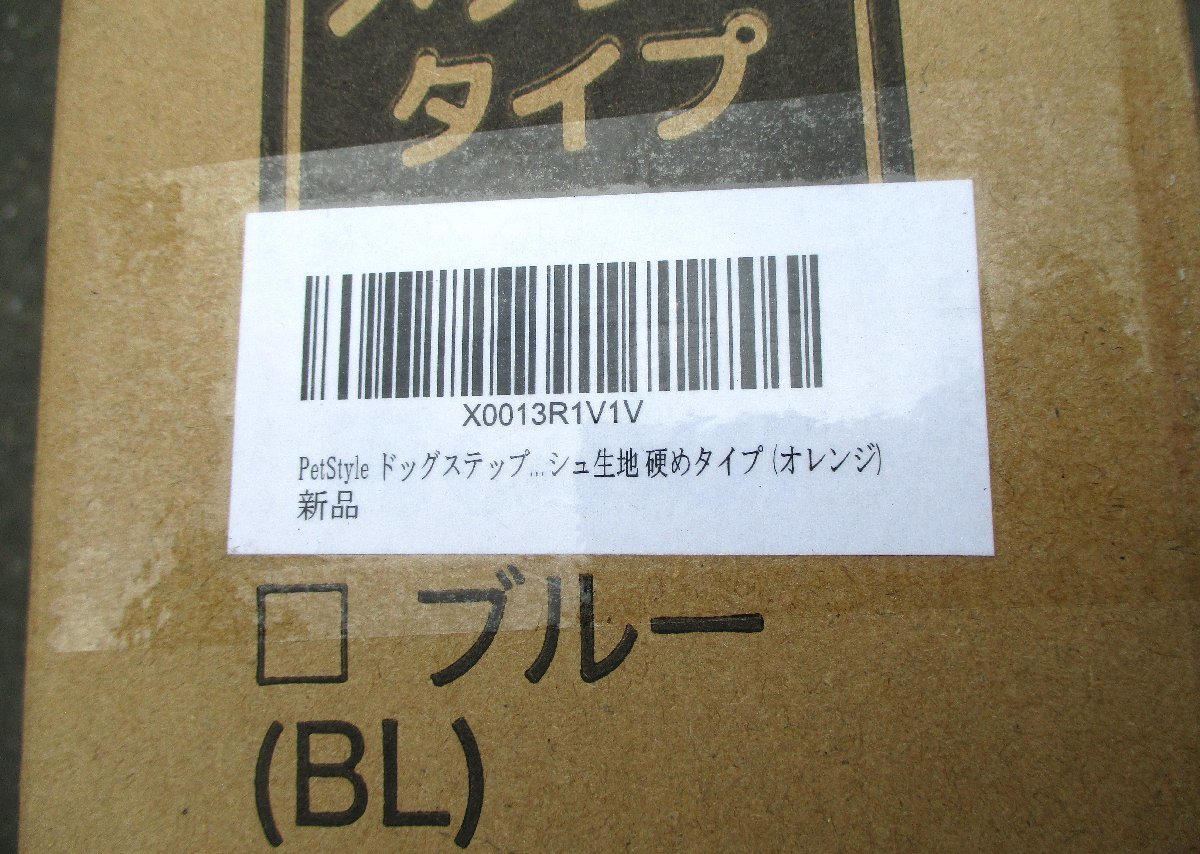 タイプ
X0013R1V1V
PetStyle ドッグステップ...シュ生地 硬めタイプ (オレンジ)
新品
□ ブルー
(BL)